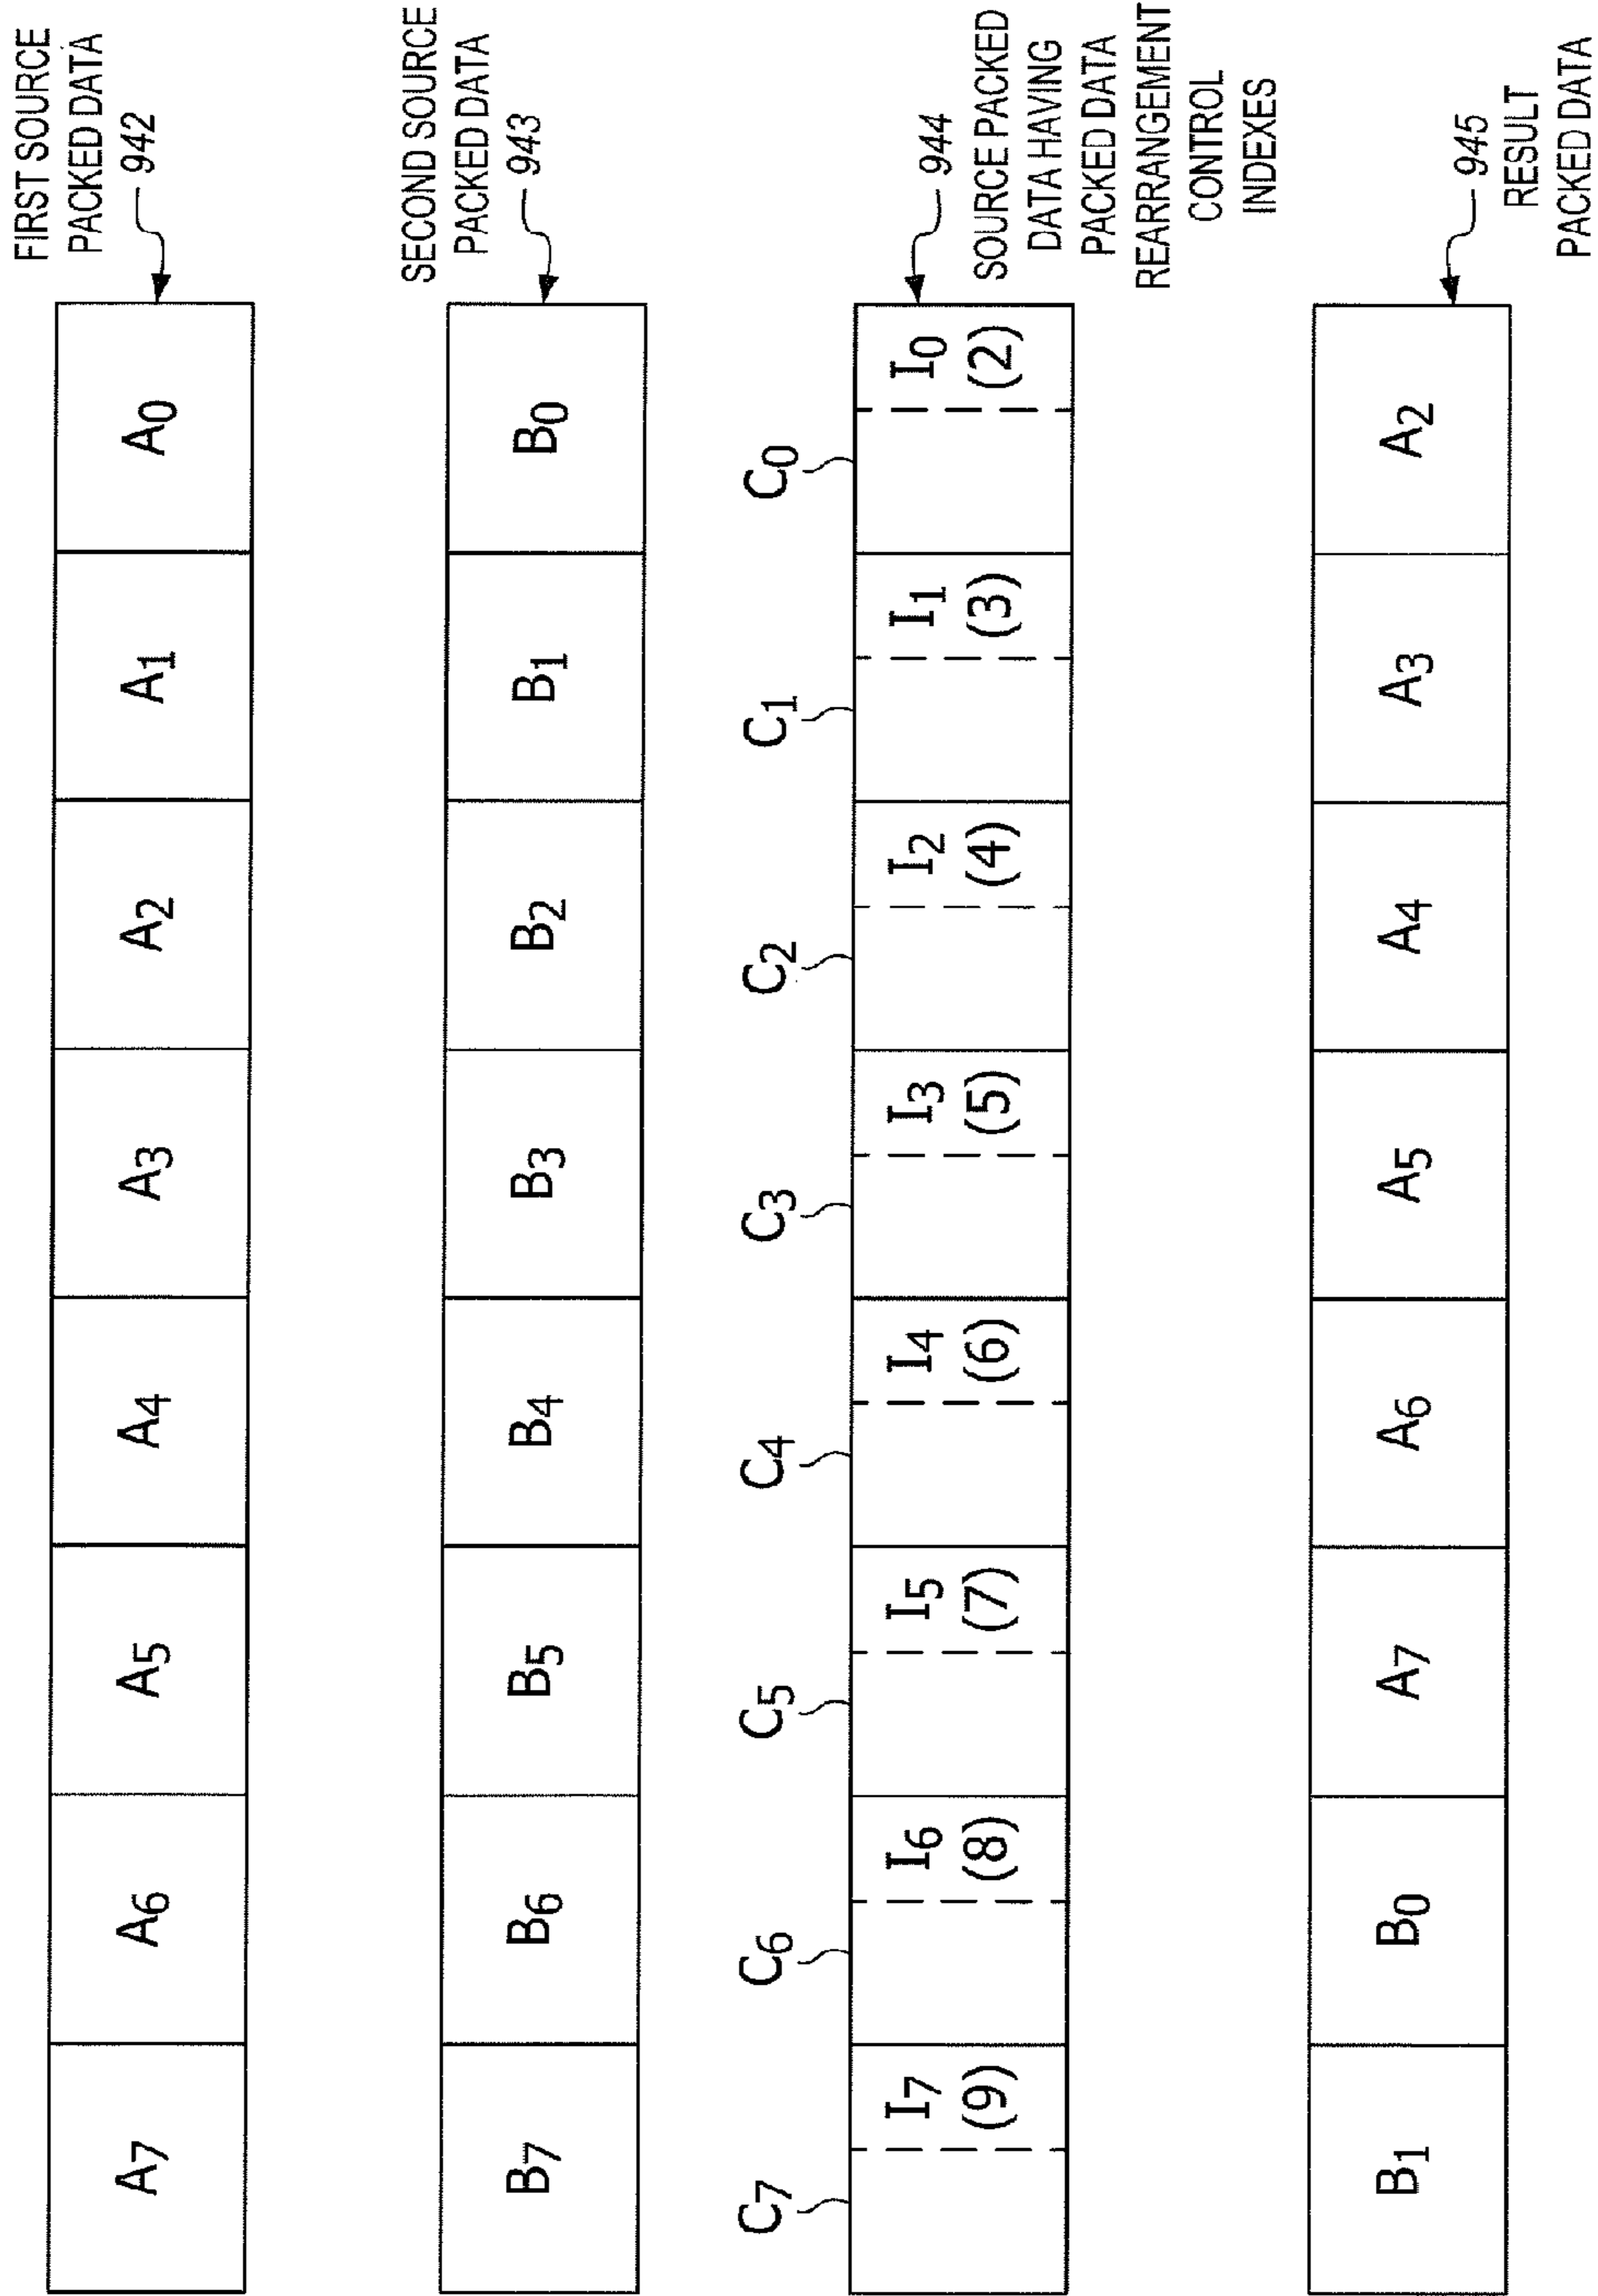 FIRST SOURCE
PACKED DATA
942
A7 A6 A5 A4 A3 A2 A1 A0
SECOND SOURCE
PACKED DATA
943
B7 B6 B5 B4 B3 B2 B1 B0
C7 C6 C5 C4 C3 C2 C1 C0
I7 I6 I5 I4 I3 I2 I1 I0
(9) (8) (7) (6) (5) (4) (3) (2)
944
SOURCE PACKED
DATA HAVING
PACKED DATA
REARRANGEMENT
CONTROL
INDEXES
B1 B0 A7 A6 A5 A4 A3 A2
945
RESULT
PACKED DATA